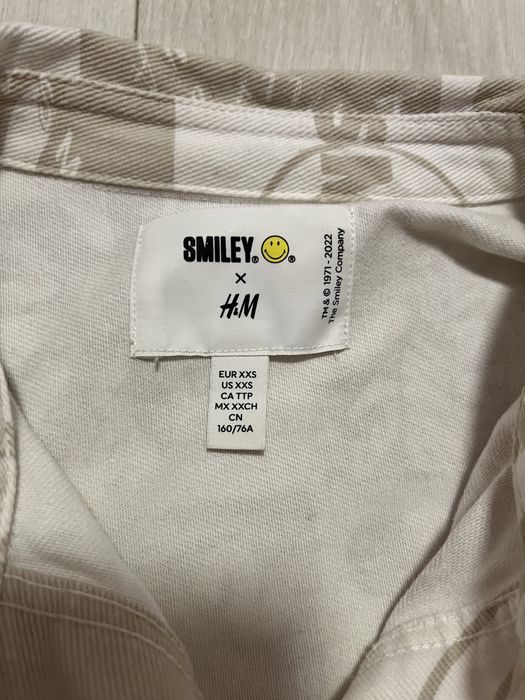 SMILEY®
®
×
H&M
TM & © 1971 - 2022
The Smiley Company
EUR XXS
US XXS
CA TTP
MX XXCH
CN
160/76A